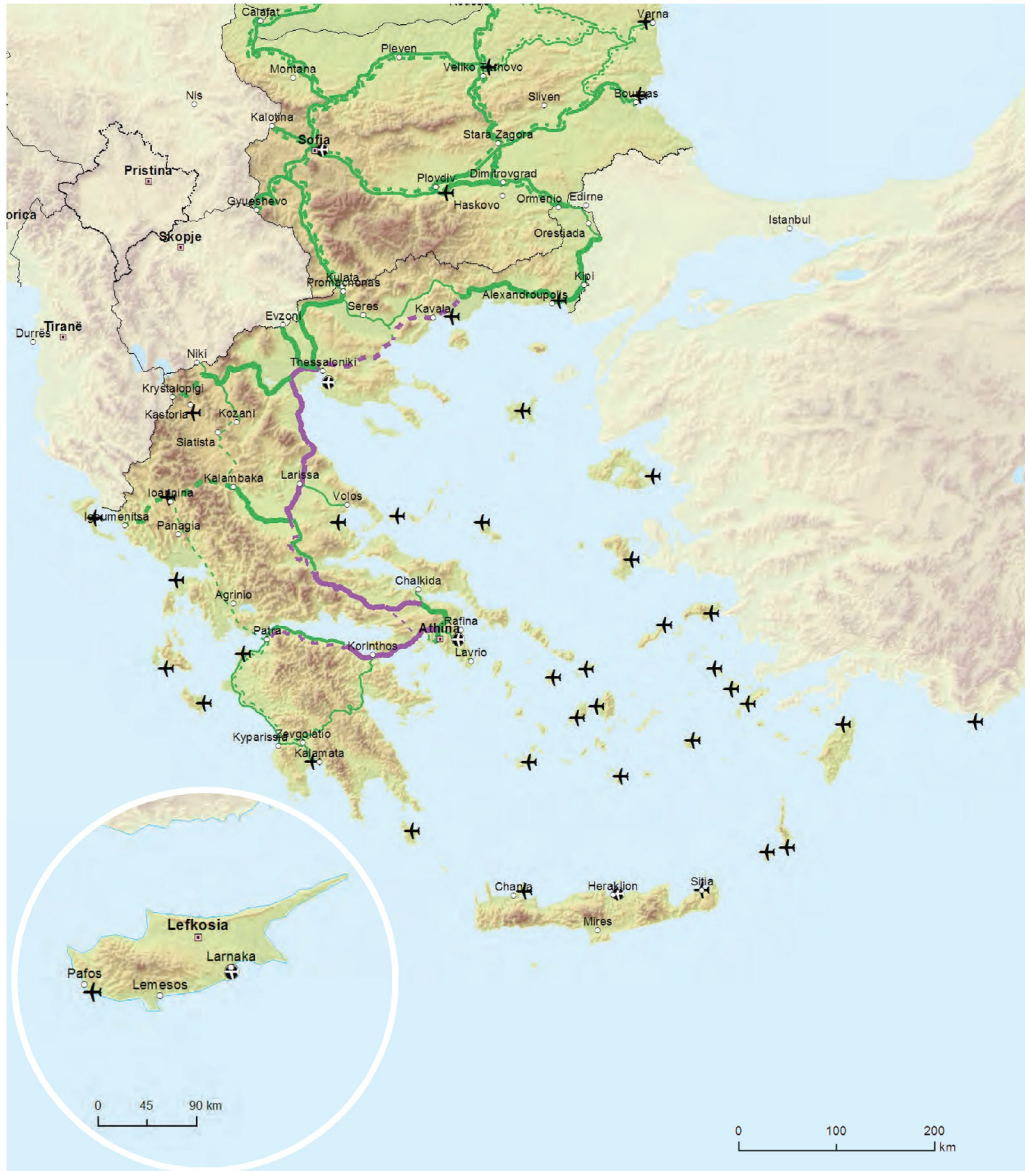 Calafat
Varna
Pleven
Montana
Nis
Sliven
Kalotina
Stara Zagora
Sofia
Pristina
Plovdiv
Dimitrovgrad
Haskovo
Ormenio
Edirne
Gyueshevo
orica
Istanbul
Orestiada
Skopje
Kulata
Promachonas
Kipi
Alexandroupolis
Seres
Kavala
Evzoni
Tiranë
Durrës
Niki
Thessaloniki
Krystalopigi
Kastoria
Kozani
Siatista
Kalambaka
Larissa
Ioannina
Volos
Igoumenitsa
Panagia
Chalkida
Agrinio
Rafina
Athina
Patra
Korinthos
Lavrio
Kyparissia
Zevgolatio
Kalamata
Chania
Heraklion
Sitia
Mires
Lefkosia
Larnaka
Pafos
Lemesos
0 45 90 km
0 100 200
km